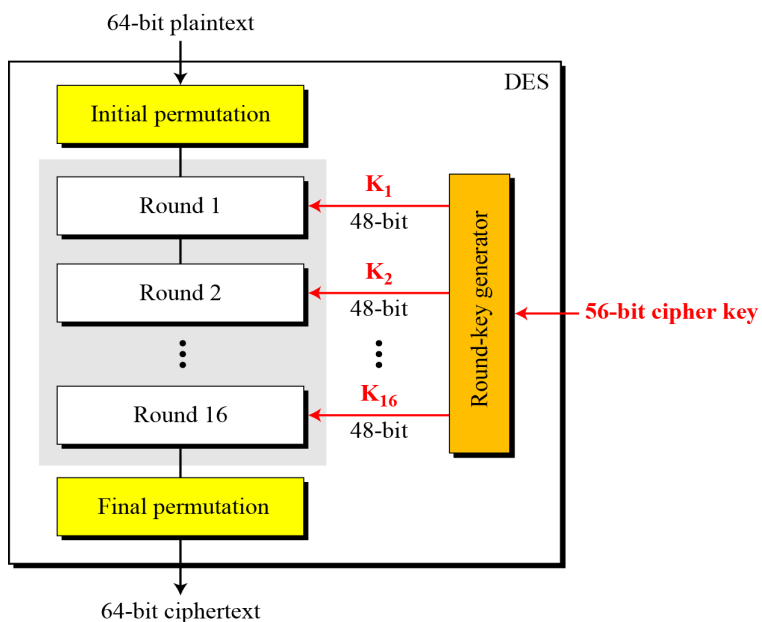 64-bit plaintext
DES
Initial permutation
K1
Round 1
48-bit
K2
Round 2
48-bit
Round-key generator
56-bit cipher key
K16
Round 16
48-bit
Final permutation
64-bit ciphertext